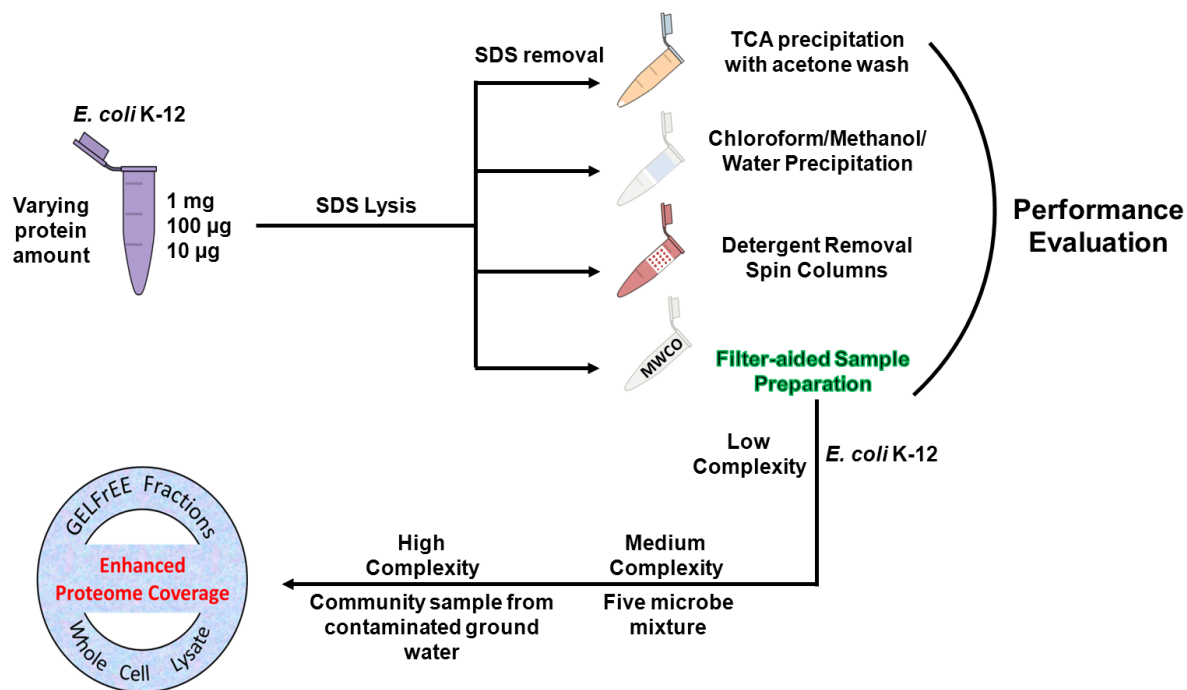 E. coli K-12
Varying
protein
amount
1 mg
100 µg
10 µg
SDS Lysis
SDS removal
TCA precipitation
with acetone wash
Chloroform/Methanol/
Water Precipitation
Detergent Removal
Spin Columns
MWCO
Filter-aided Sample
Preparation
Performance
Evaluation
Low
Complexity
E. coli K-12
Medium
Complexity
Five microbe
mixture
High
Complexity
Community sample from
contaminated ground
water
GELFrEE Fractions
Enhanced
Proteome Coverage
Whole Cell Lysate